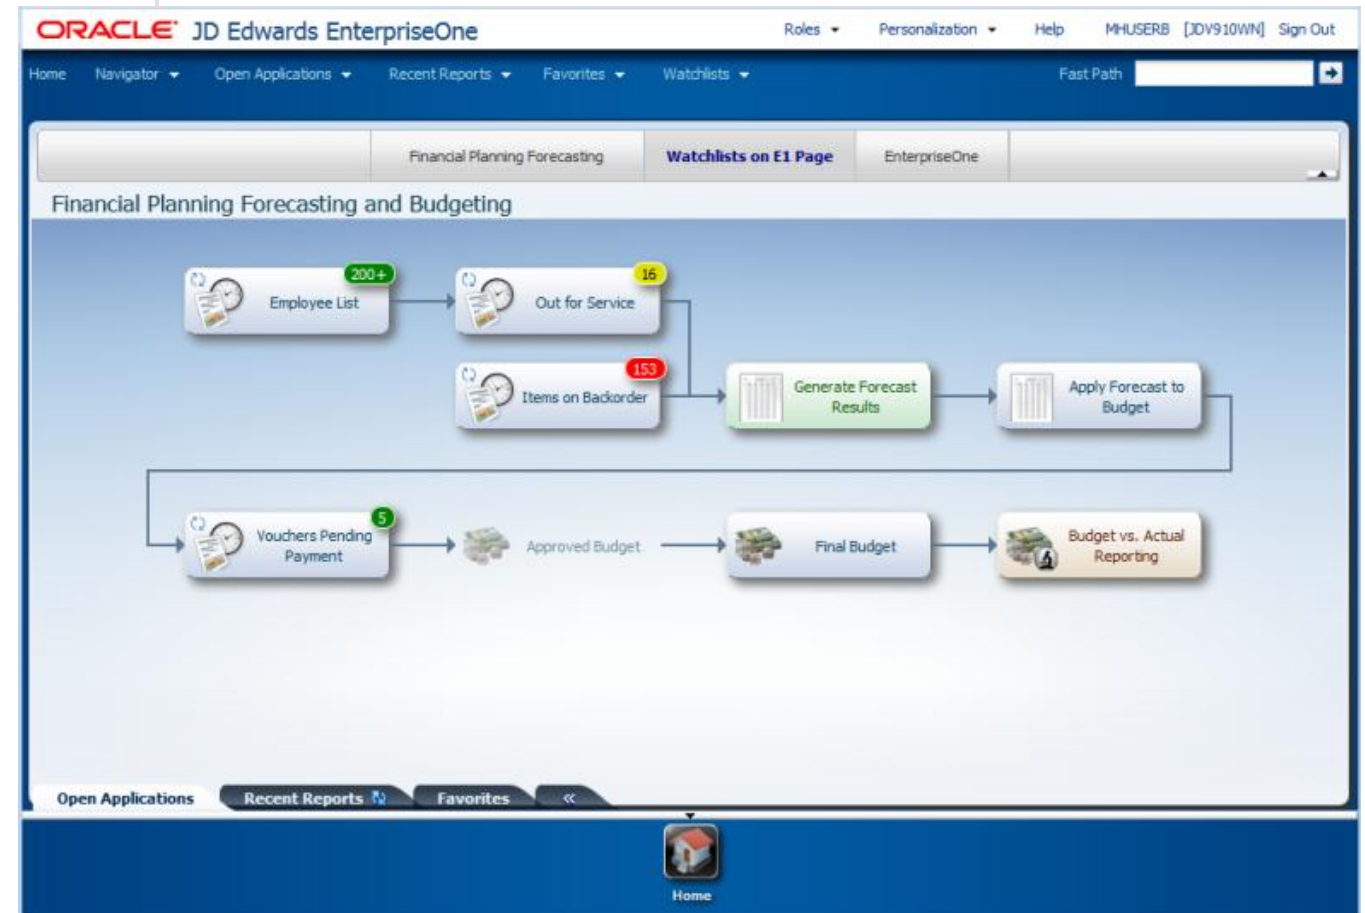 ORACLE JD Edwards EnterpriseOne Roles Personalization Help MHUSERB [JDV910WN] Sign Out
Home Navigator Open Applications Recent Reports Favorites Watchlists Fast Path
Financial Planning Forecasting Watchlists on E1 Page EnterpriseOne
Financial Planning Forecasting and Budgeting
200+
Employee List
16
Out for Service
153
Items on Backorder
Generate Forecast
Results
Apply Forecast to
Budget
5
Vouchers Pending
Payment
Approved Budget
Final Budget
Budget vs. Actual
Reporting
Open Applications Recent Reports Favorites «
Home